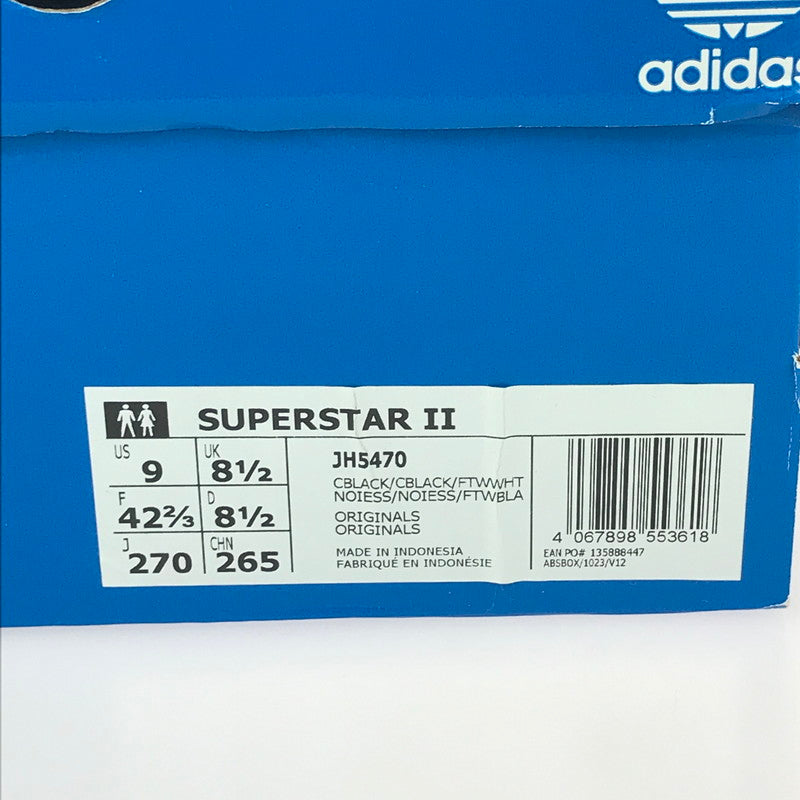 adidas
SUPERSTAR II
US 9 UK 8½
F 42⅔ D 8½
J 270 CHN 265
JH5470
CBLACK/CBLACK/FTWWHT
NOIESS/NOIESS/FTWBLA
ORIGINALS
ORIGINALS
MADE IN INDONESIA
FABRIQUÉ EN INDONÉSIE
4 067898 553618
EAN PO# 135888447
ABSBOX/1023/V12